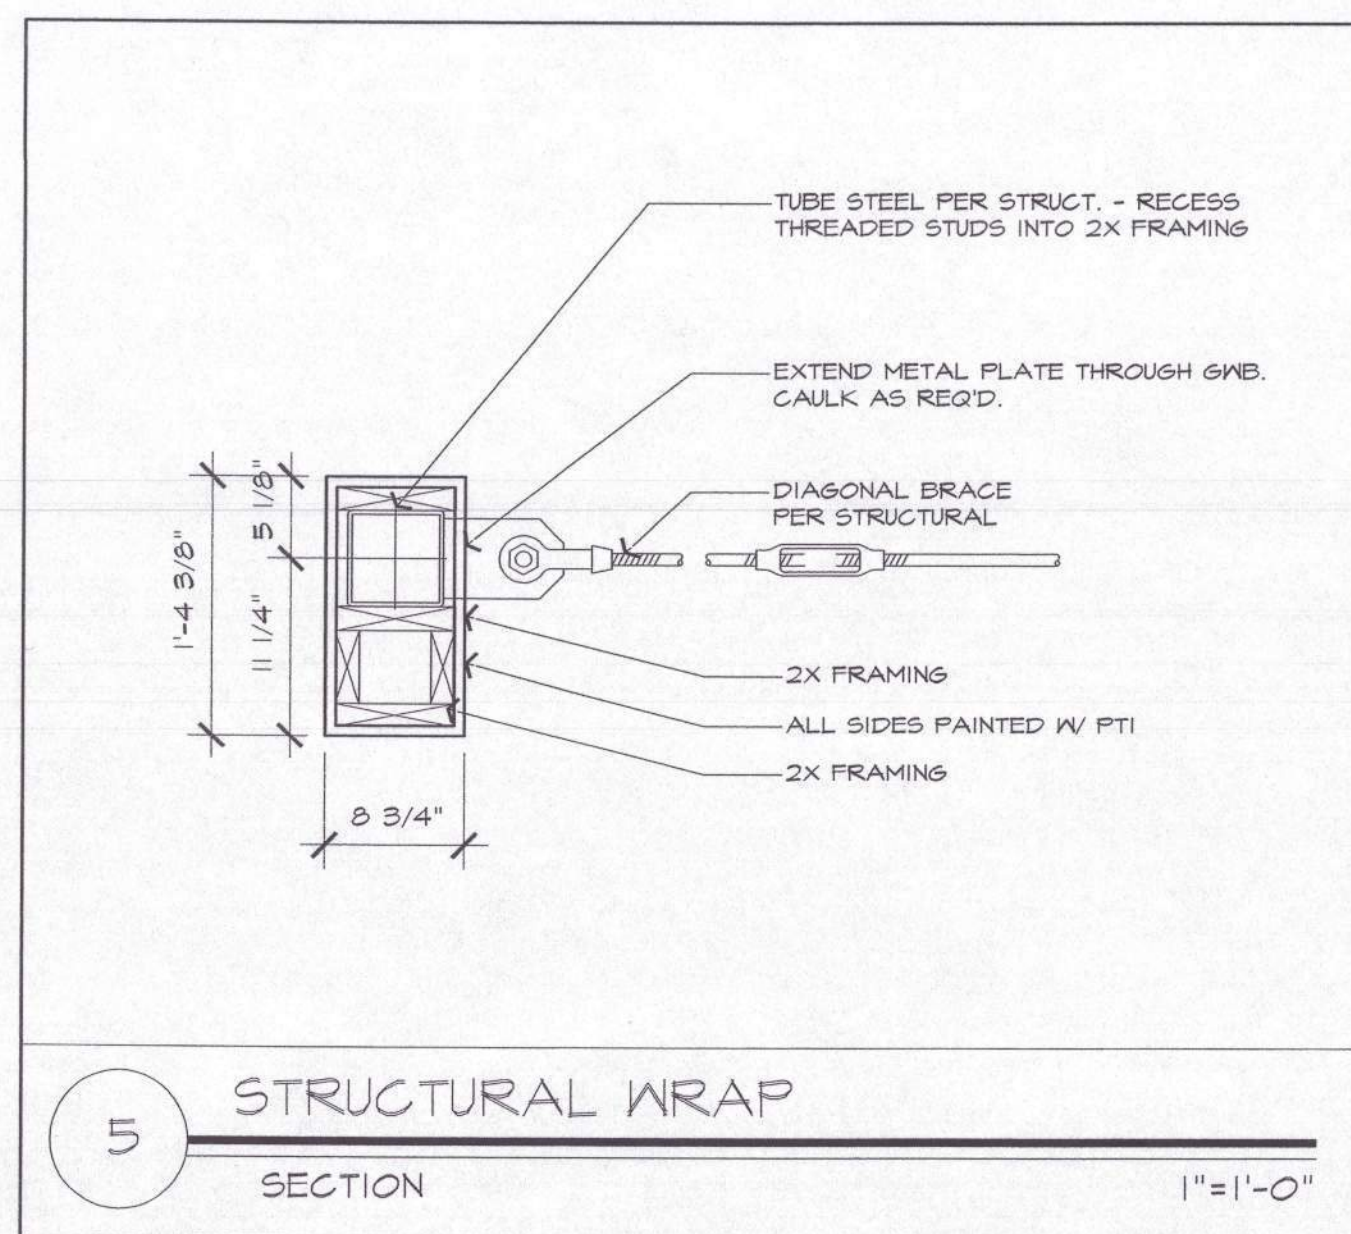 TUBE STEEL PER STRUCT. - RECESS
THREADED STUDS INTO 2X FRAMING
EXTEND METAL PLATE THROUGH GWB.
CAULK AS REQ'D.
DIAGONAL BRACE
PER STRUCTURAL
1'-4 3/8"
5 1/8"
11 1/4"
2X FRAMING
ALL SIDES PAINTED W/ PT1
2X FRAMING
8 3/4"
5
STRUCTURAL WRAP
SECTION
1"=1'-0"